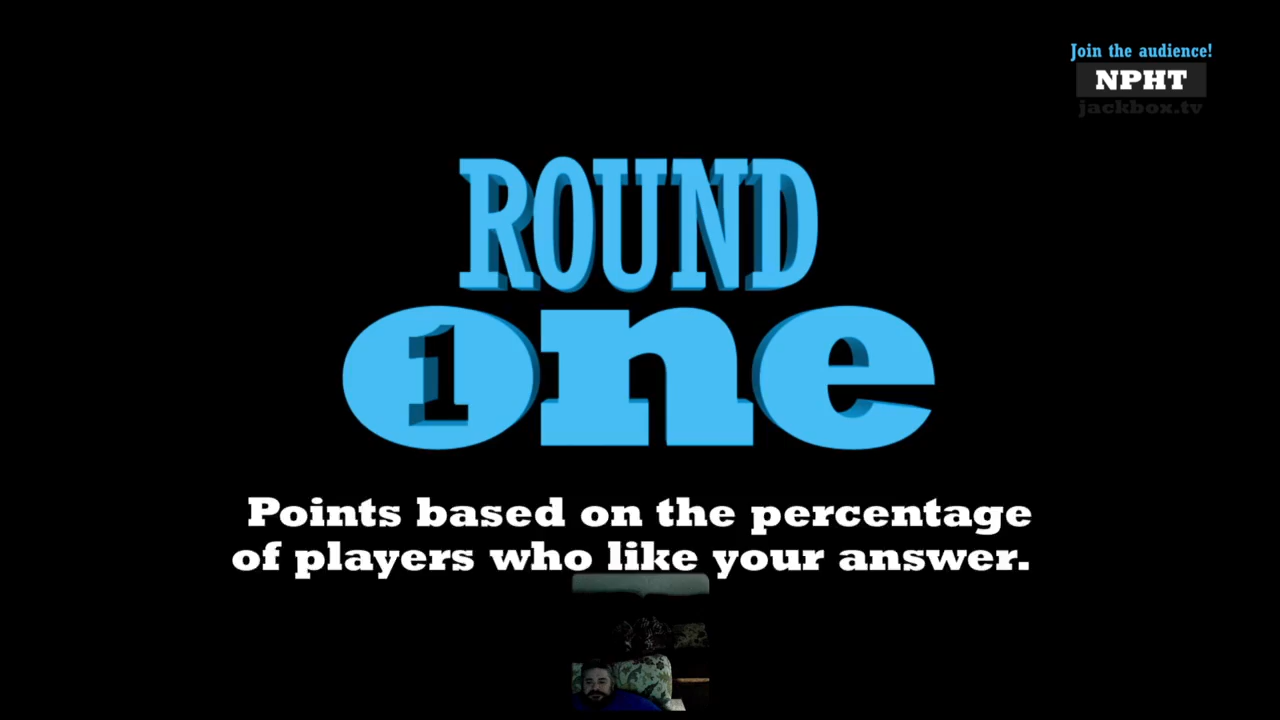 Join the audience!
NPHT
jackbox.tv
ROUND
One
1
Points based on the percentage
of players who like your answer.